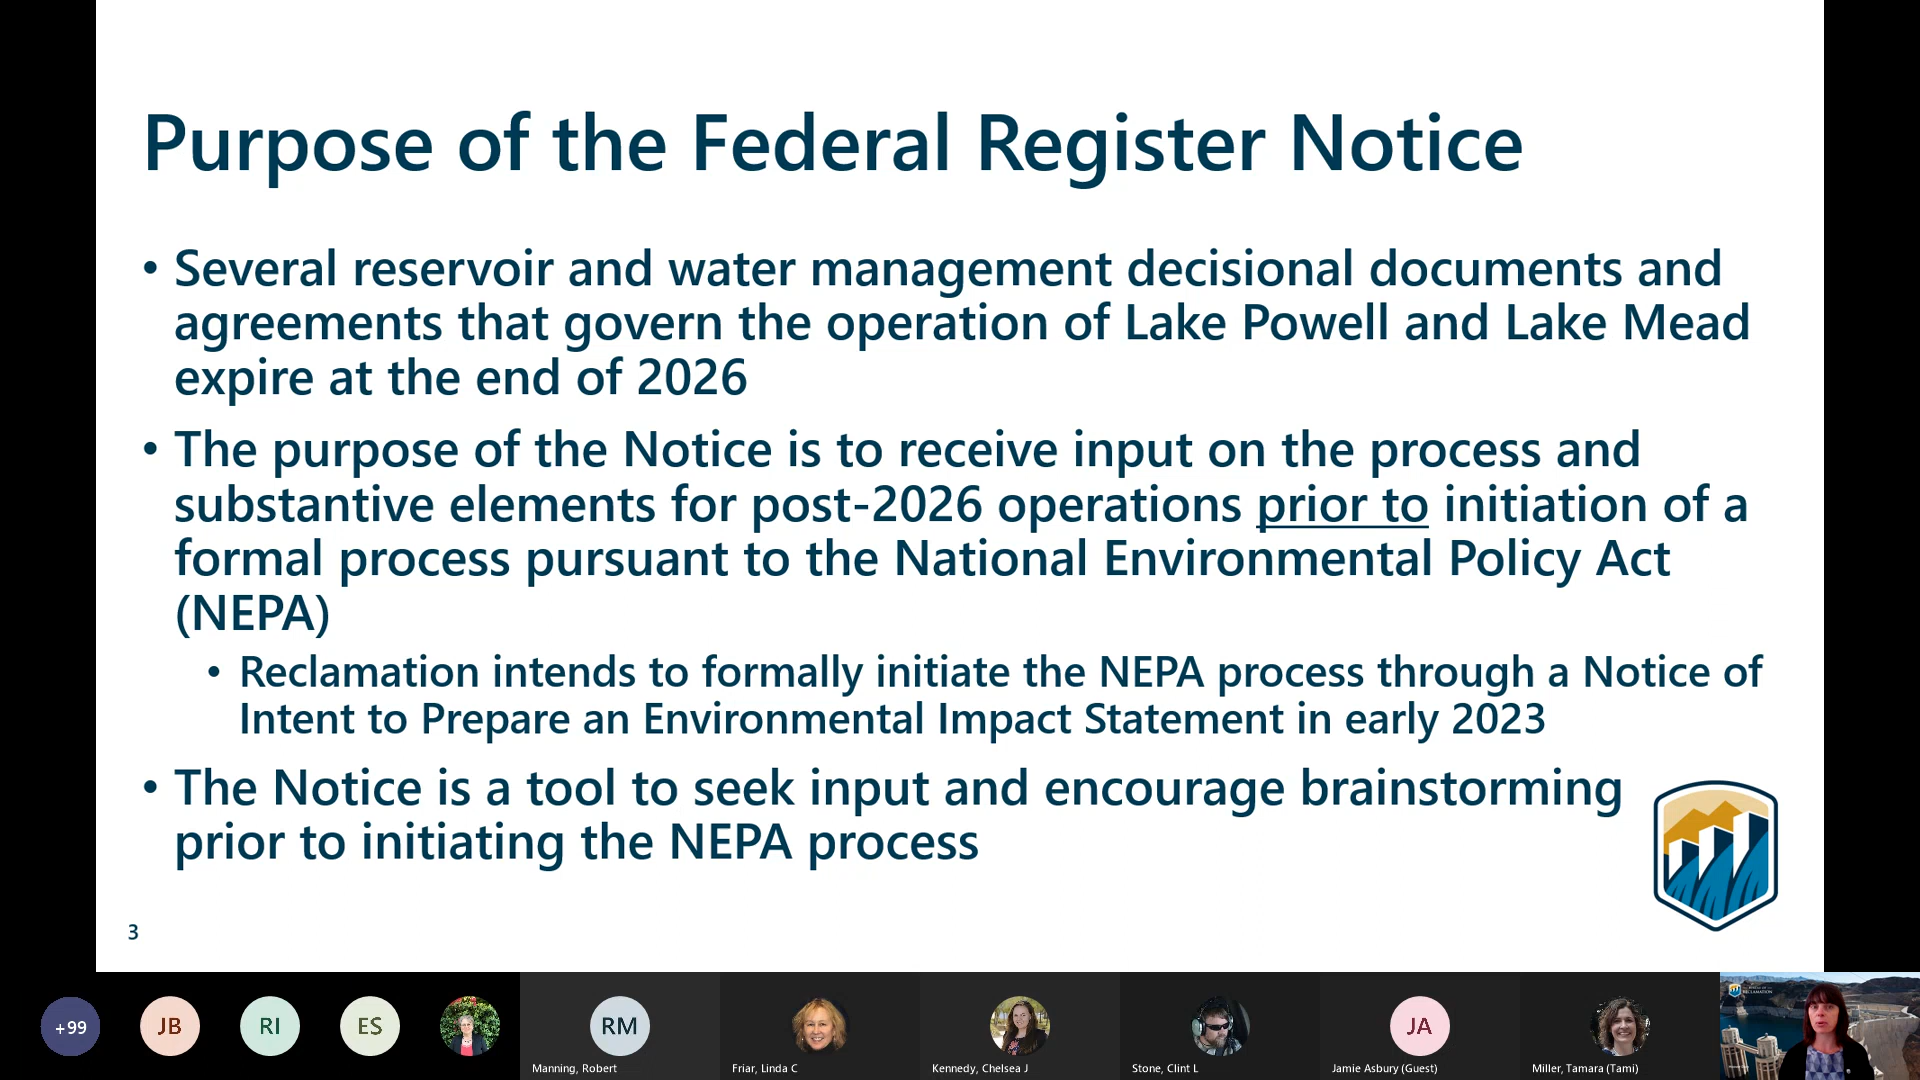 Purpose of the Federal Register Notice
• Several reservoir and water management decisional documents and
agreements that govern the operation of Lake Powell and Lake Mead
expire at the end of 2026
• The purpose of the Notice is to receive input on the process and
substantive elements for post-2026 operations prior to initiation of a
formal process pursuant to the National Environmental Policy Act
(NEPA)
• Reclamation intends to formally initiate the NEPA process through a Notice of
Intent to Prepare an Environmental Impact Statement in early 2023
• The Notice is a tool to seek input and encourage brainstorming
prior to initiating the NEPA process
3
+99
JB
RI
ES
RM
Manning, Robert
Friar, Linda C
Kennedy, Chelsea J
Stone, Clint L
JA
Jamie Asbury (Guest)
Miller, Tamara (Tami)
RECLAMATION